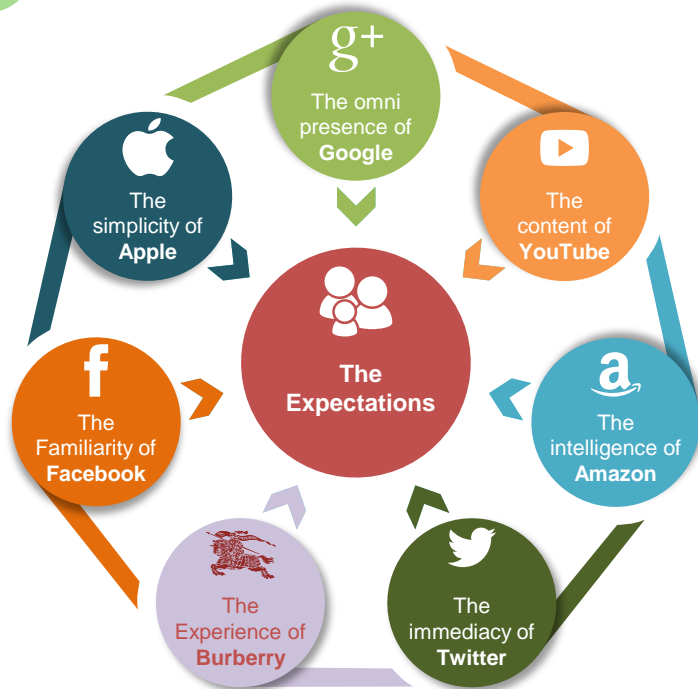 g+
The omni
presence of
Google
The
content of
YouTube
The
intelligence of
Amazon
The
immediacy of
Twitter
The
Experience of
Burberry
The
Familiarity of
Facebook
The
simplicity of
Apple
The
Expectations